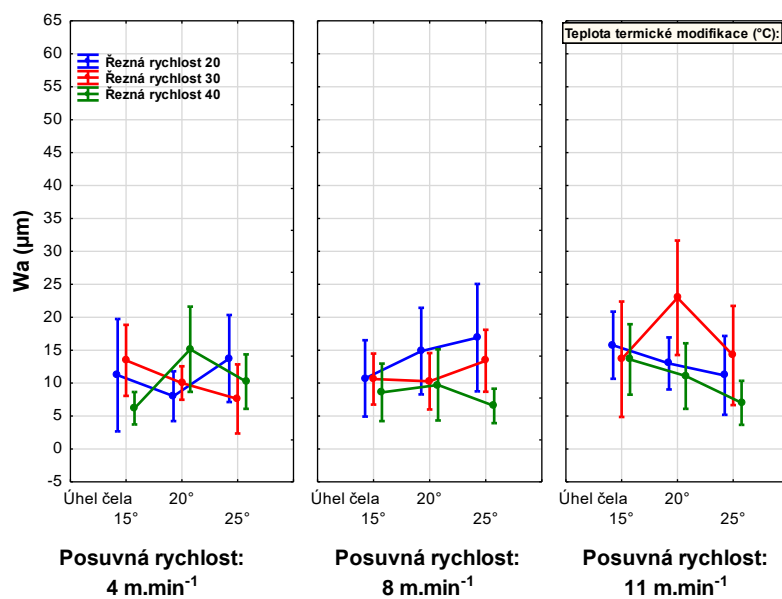 65
60
55
50
45
40
35
30
25
20
15
10
5
0
-5
Wa (µm)
Řezná rychlost 20
Řezná rychlost 30
Řezná rychlost 40
Teplota termické modifikace (°C):
Úhel čela 20°
15° 25°
Úhel čela 20°
15° 25°
Úhel čela 20°
15° 25°
Posuvná rychlost:
4 m.min⁻¹
Posuvná rychlost:
8 m.min⁻¹
Posuvná rychlost:
11 m.min⁻¹